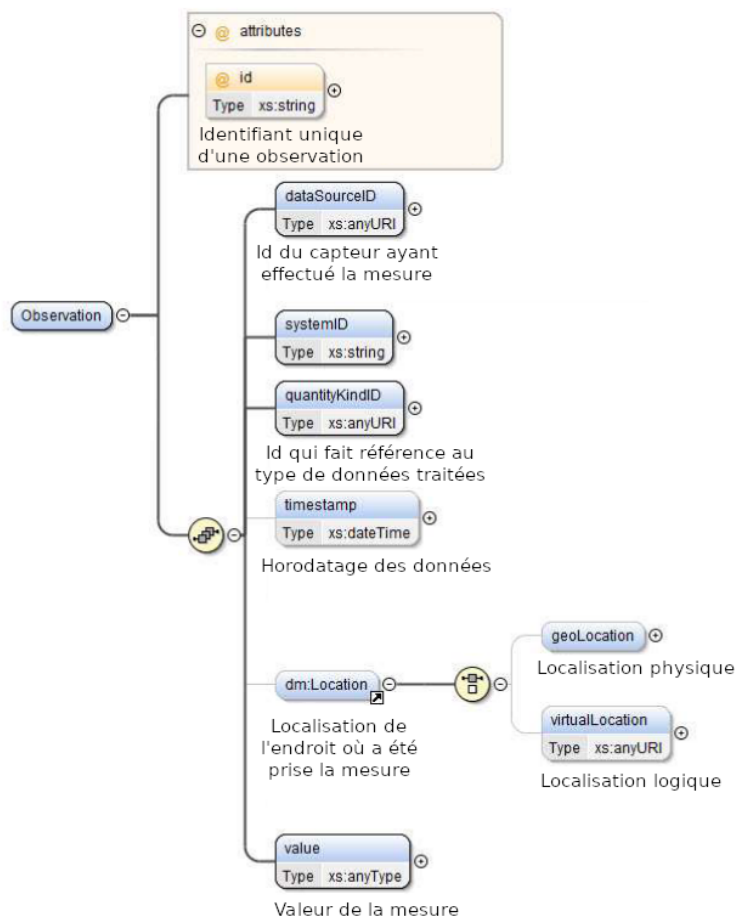 @ attributes
@ id
Type xs:string
Identifiant unique
d'une observation
dataSourceID
Type xs:anyURI
Id du capteur ayant
effectué la mesure
Observation
systemID
Type xs:string
quantityKindID
Type xs:anyURI
Id qui fait référence au
type de données traitées
timestamp
Type xs:dateTime
Horodatage des données
geoLocation
Localisation physique
dm:Location
Localisation de
l'endroit où a été
prise la mesure
virtualLocation
Type xs:anyURI
Localisation logique
value
Type xs:anyType
Valeur de la mesure